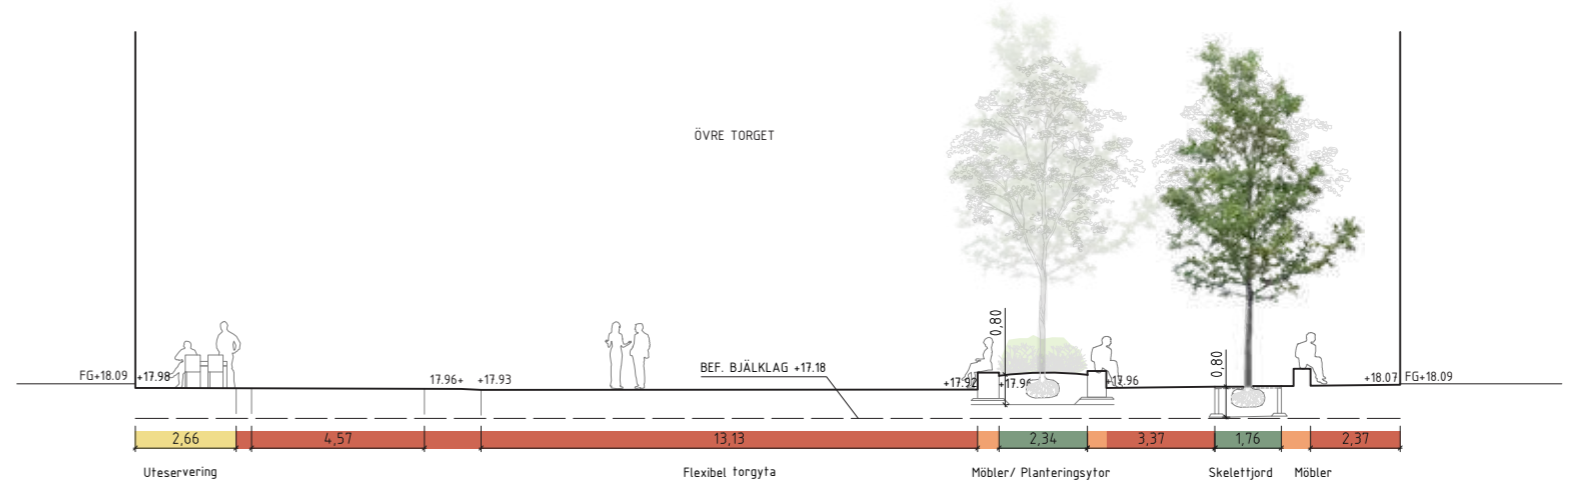 ÖVRE TORGET
0,80
0,80
BEF. BJÄLKLAG +17.18
FG+18.09 +17.98 17.96+ +17.93 +17.92 +17.96 +17.96 +18.07 FG+18.09
2,66 4,57 13,13 2,34 3,37 1,76 2,37
Uteservering Flexibel torgyta Möbler/ Planteringsytor Skelettjord Möbler